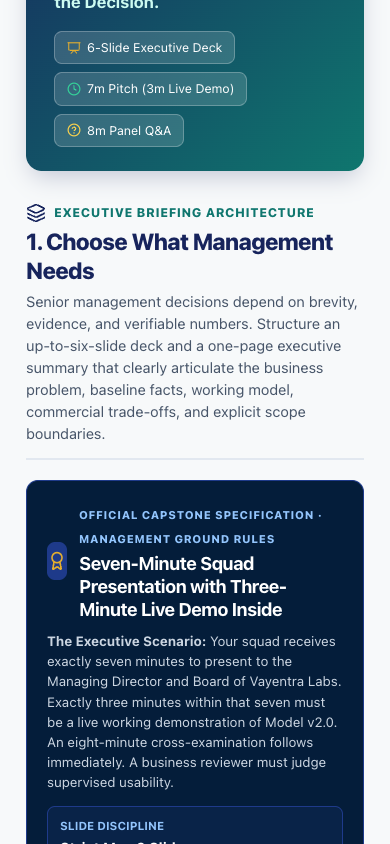 the Decision.
6-Slide Executive Deck
7m Pitch (3m Live Demo)
8m Panel Q&A
EXECUTIVE BRIEFING ARCHITECTURE
1. Choose What Management
Needs
Senior management decisions depend on brevity,
evidence, and verifiable numbers. Structure an
up-to-six-slide deck and a one-page executive
summary that clearly articulate the business
problem, baseline facts, working model,
commercial trade-offs, and explicit scope
boundaries.
OFFICIAL CAPSTONE SPECIFICATION ·
MANAGEMENT GROUND RULES
Seven-Minute Squad
Presentation with Three-
Minute Live Demo Inside
The Executive Scenario: Your squad receives
exactly seven minutes to present to the
Managing Director and Board of Vayentra Labs.
Exactly three minutes within that seven must
be a live working demonstration of Model v2.0.
An eight-minute cross-examination follows
immediately. A business reviewer must judge
supervised usability.
SLIDE DISCIPLINE